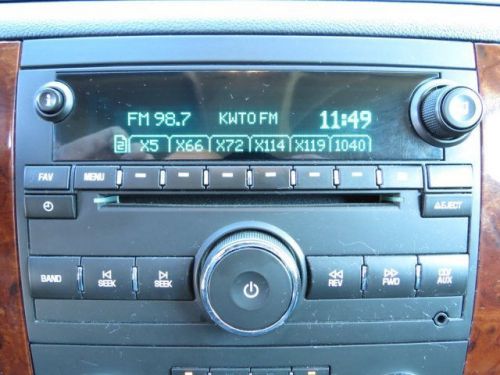 FM 98.7 KWTO FM 11:49
2 X5 X66 X72 X114 X119 1040
FAV MENU
EJECT
BAND SEEK SEEK REV FWD CD/AUX